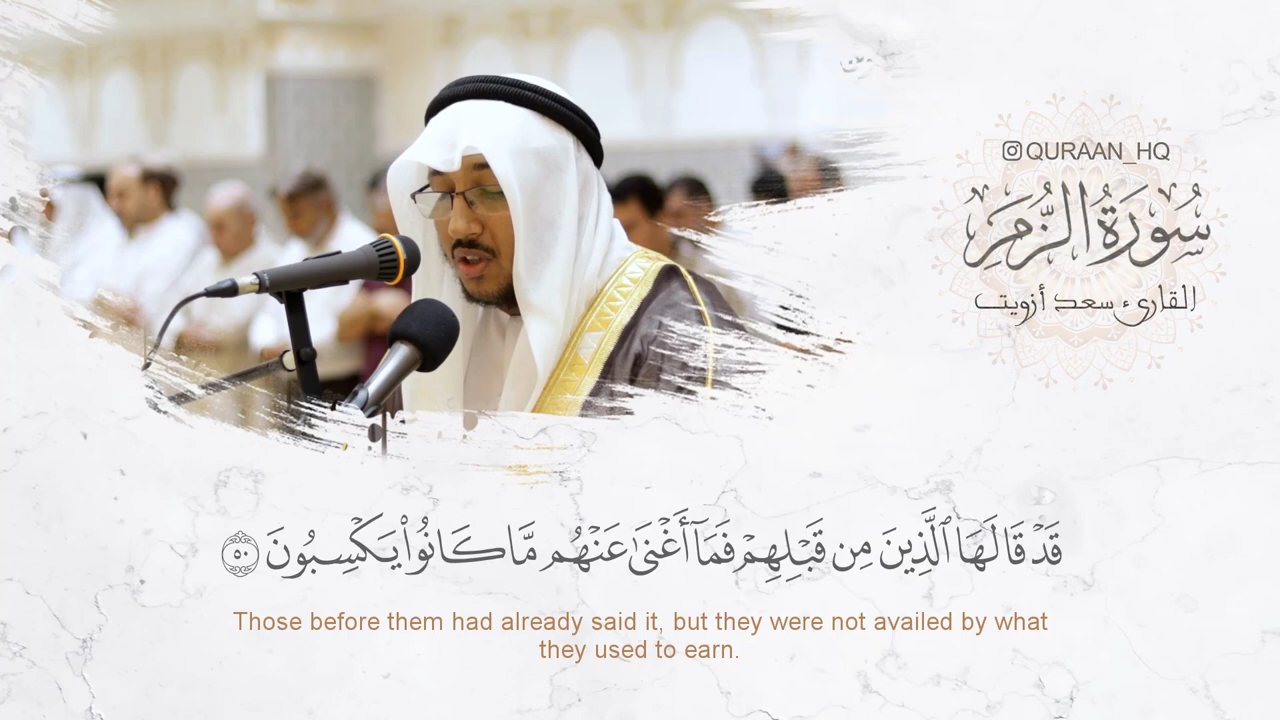 QURAAN_HQ
سُورَةُ الزُّمَرِ
القارئ سعد أزويت
قَدْ قَالَهَا ٱلَّذِينَ مِن قَبْلِهِمْ فَمَآ أَغْنَىٰ عَنْهُم مَّا كَانُوا۟ يَكْسِبُونَ ٥٠
Those before them had already said it, but they were not availed by what
they used to earn.